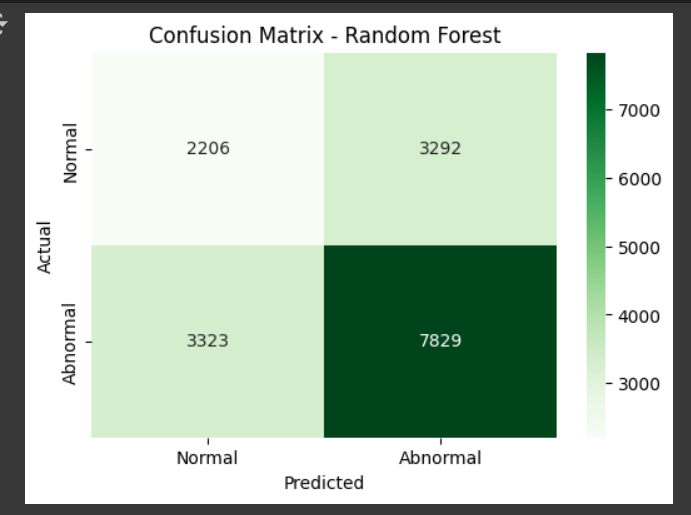 Confusion Matrix - Random Forest
Normal
2206
3292
Actual
Abnormal
3323
7829
Normal
Abnormal
Predicted
7000
6000
5000
4000
3000